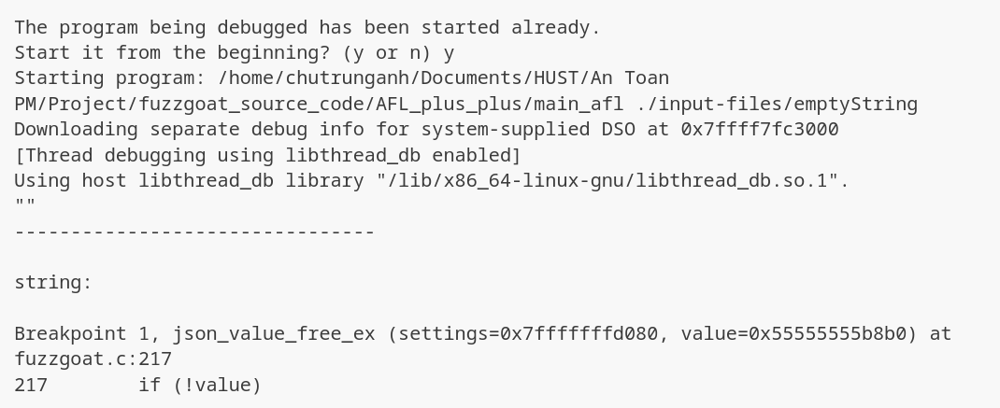 The program being debugged has been started already.
Start it from the beginning? (y or n) y
Starting program: /home/chutrunganh/Documents/HUST/An Toan
PM/Project/fuzzgoat_source_code/AFL_plus_plus/main_afl ./input-files/emptyString
Downloading separate debug info for system-supplied DSO at 0x7ffff7fc3000
[Thread debugging using libthread_db enabled]
Using host libthread_db library "/lib/x86_64-linux-gnu/libthread_db.so.1".
""
--------------------------------
string:
Breakpoint 1, json_value_free_ex (settings=0x7fffffffd080, value=0x55555555b8b0) at
fuzzgoat.c:217
217        if (!value)